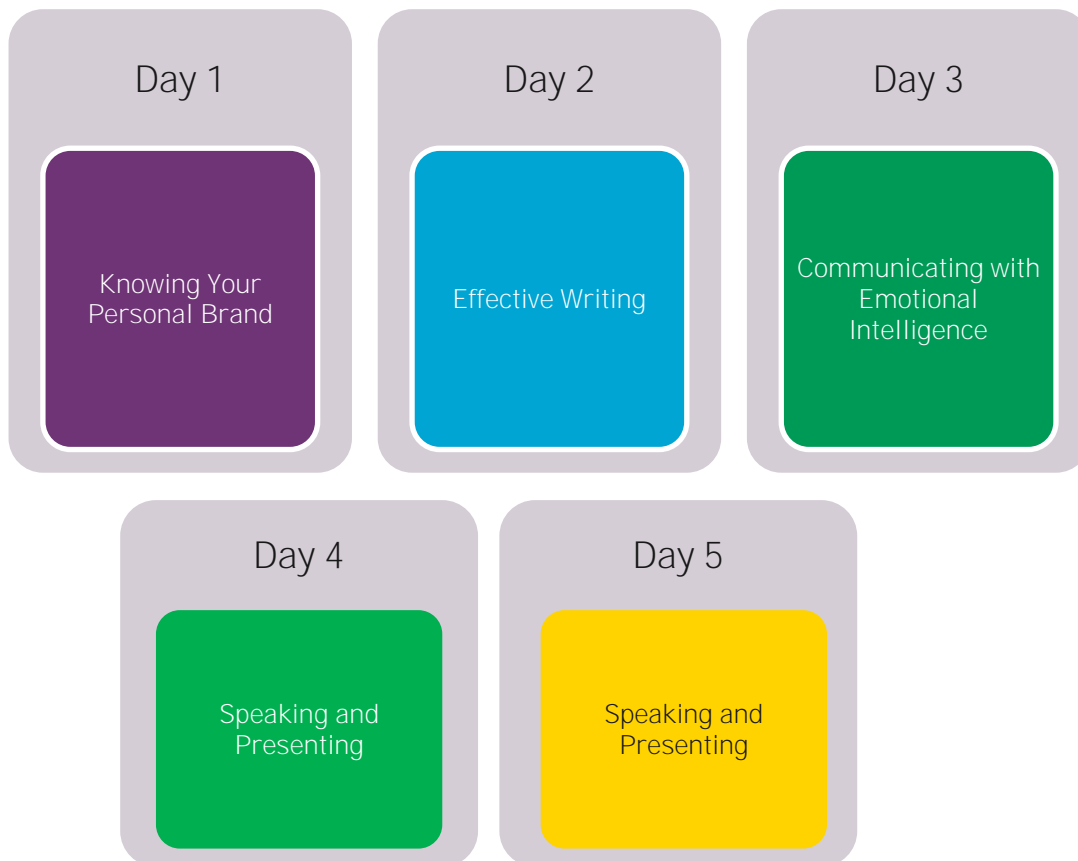 Day 1
Knowing Your
Personal Brand
Day 2
Effective Writing
Day 3
Communicating with
Emotional
Intelligence
Day 4
Speaking and
Presenting
Day 5
Speaking and
Presenting